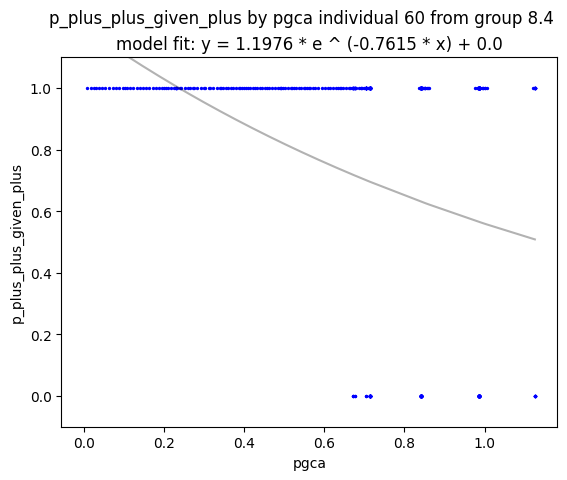 p_plus_plus_given_plus by pgca individual 60 from group 8.4
model fit: y = 1.1976 * e ^ (-0.7615 * x) + 0.0
1.0
0.8
0.6
0.4
0.2
0.0
p_plus_plus_given_plus
0.0 0.2 0.4 0.6 0.8 1.0
pgca